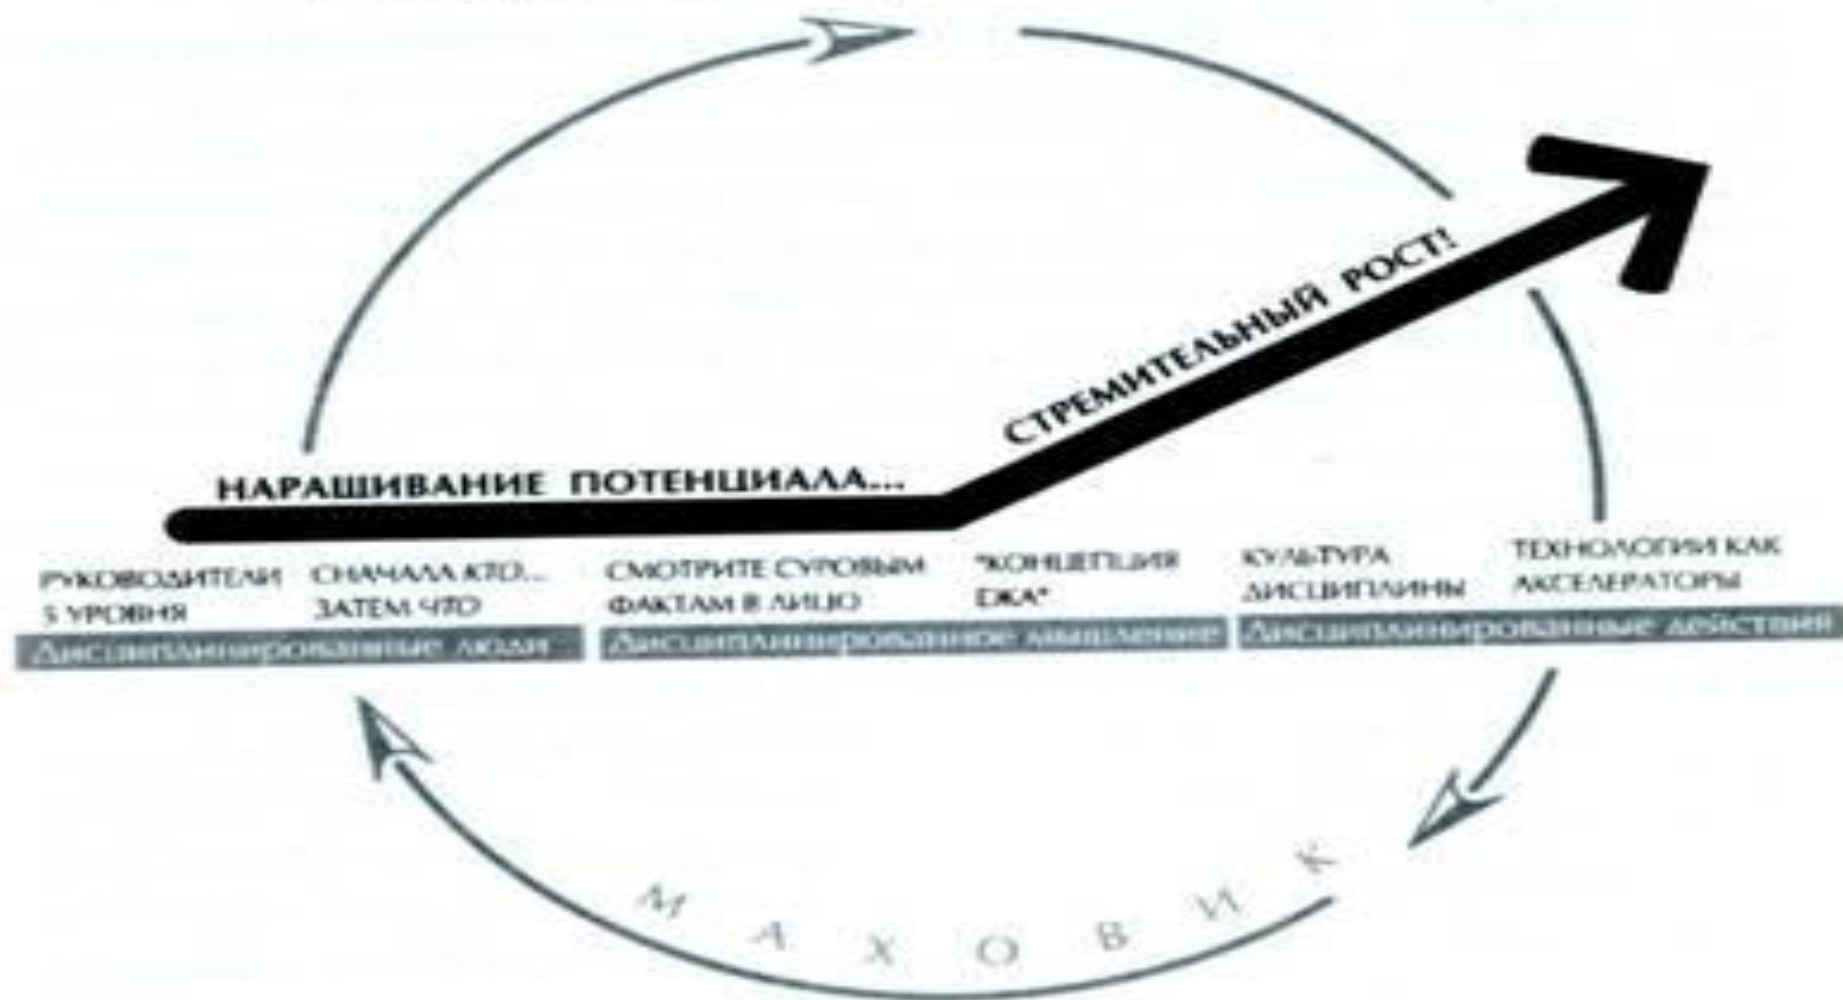 СТРЕМИТЕЛЬНЫЙ РОСТ!
НАРАЩИВАНИЕ ПОТЕНЦИАЛА...
РУКОВОДИТЕЛИ
5 УРОВНЯ
СНАЧАЛА КТО...
ЗАТЕМ ЧТО
СМОТРИТЕ СУРОВЫМ
ФАКТАМ В ЛИЦО
"КОНЦЕПЦИЯ
ЕЖА"
КУЛЬТУРА
ДИСЦИПЛИНЫ
ТЕХНОЛОГИИ КАК
АКСЕЛЕРАТОРЫ
Дисциплинированные люди
Дисциплинированное мышление
Дисциплинированные действия
МАХОВИК